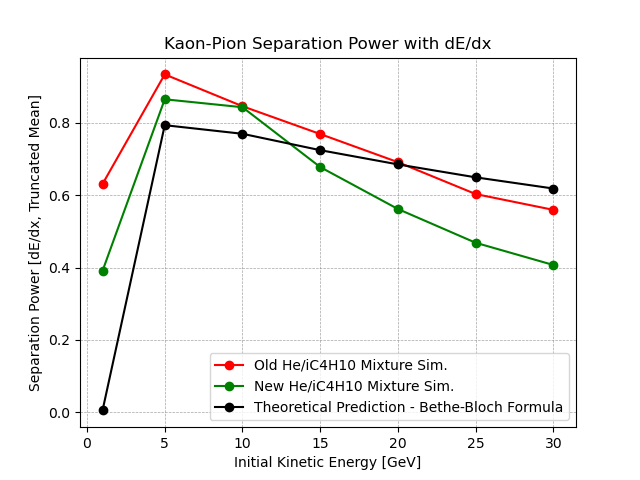 Kaon-Pion Separation Power with dE/dx
Separation Power [dE/dx, Truncated Mean]
0.8
0.6
0.4
0.2
0.0
Old He/iC4H10 Mixture Sim.
New He/iC4H10 Mixture Sim.
Theoretical Prediction - Bethe-Bloch Formula
0 5 10 15 20 25 30
Initial Kinetic Energy [GeV]